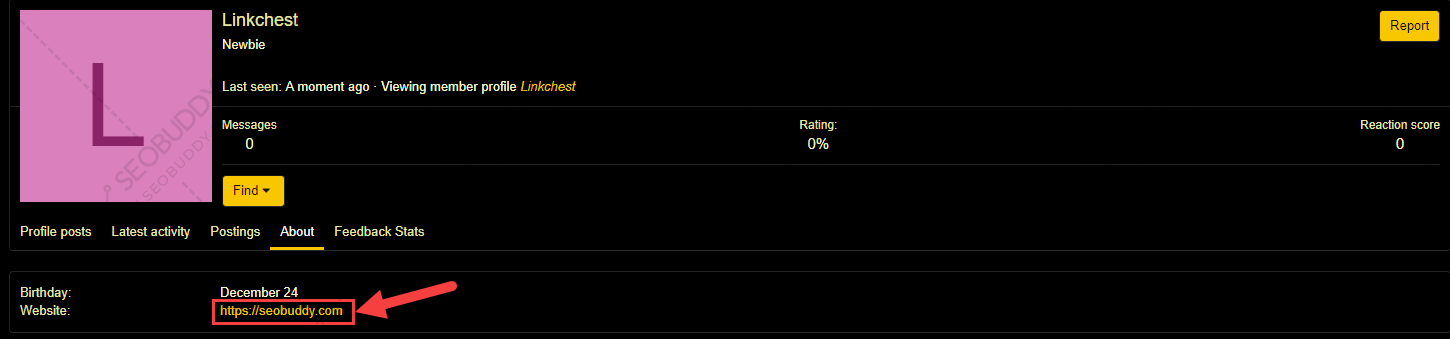 Linkchest
Newbie
Report
Last seen: A moment ago · Viewing member profile Linkchest
Messages
0
Rating:
0%
Reaction score
0
Find
Profile posts
Latest activity
Postings
About
Feedback Stats
Birthday: December 24
Website: https://seobuddy.com
L
SEOBUDDY
SEOBUDDY